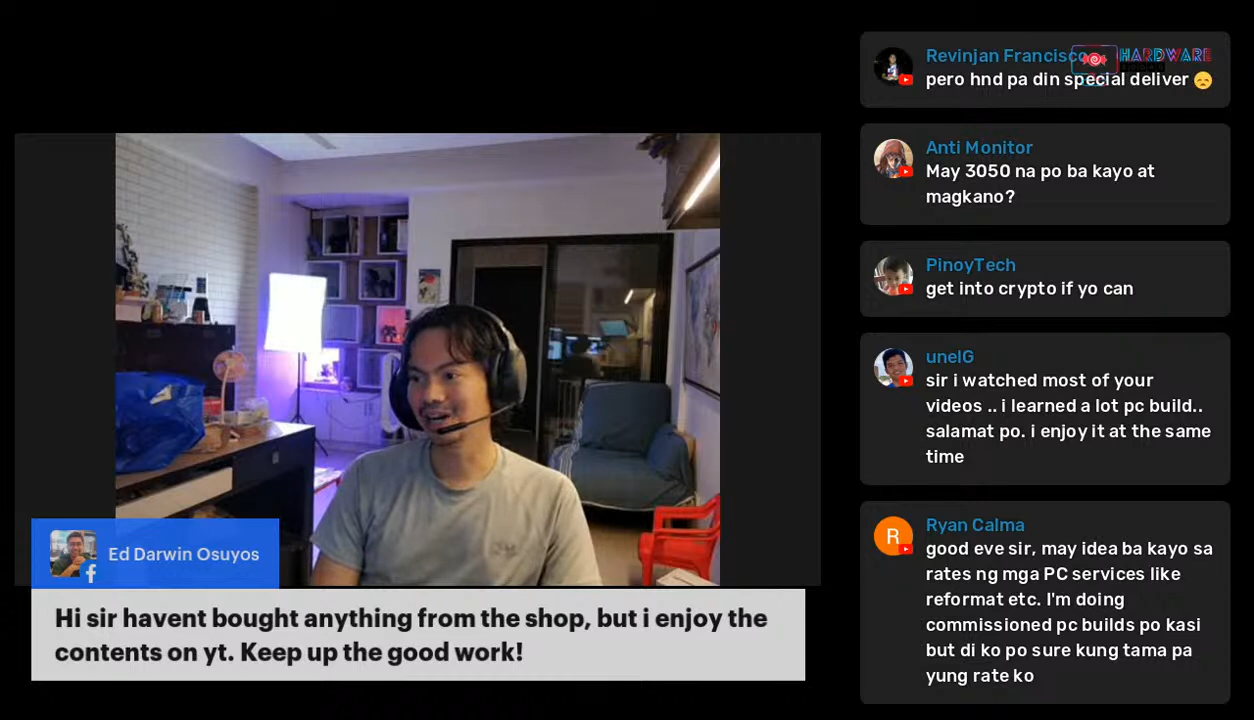 Revinjan Francisco
HARDWARE
pero hnd pa din special deliver 😞
Anti Monitor
May 3050 na po ba kayo at
magkano?
PinoyTech
get into crypto if yo can
uneIG
sir i watched most of your
videos .. i learned a lot pc build..
salamat po. i enjoy it at the same
time
R
Ryan Calma
good eve sir, may idea ba kayo sa
rates ng mga PC services like
reformat etc. I'm doing
commissioned pc builds po kasi
but di ko po sure kung tama pa
yung rate ko
Ed Darwin Osuyos
Hi sir havent bought anything from the shop, but i enjoy the
contents on yt. Keep up the good work!